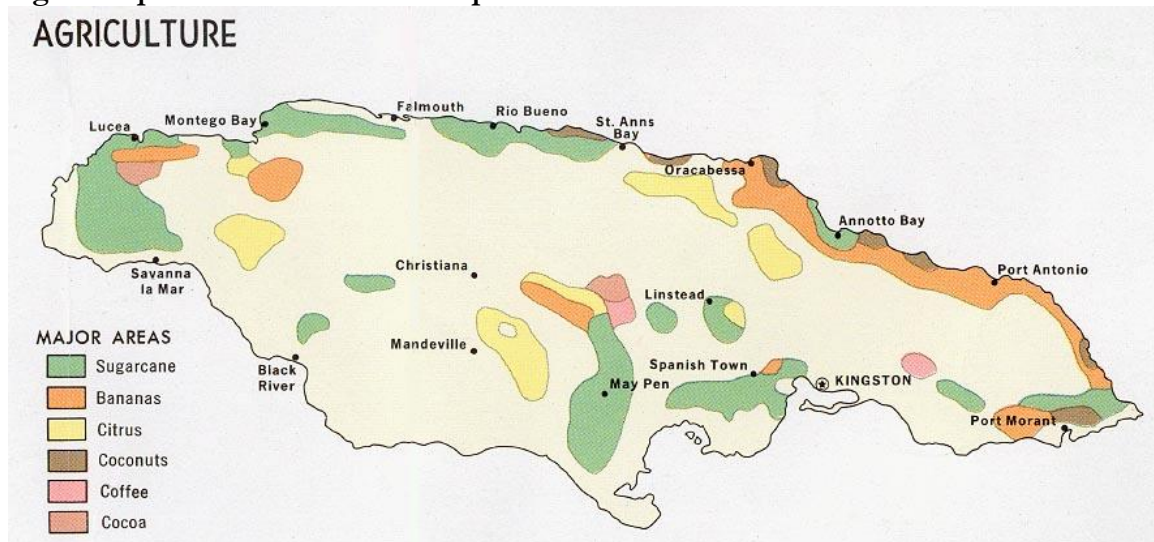 AGRICULTURE
Falmouth
Rio Bueno
Montego Bay
Lucea
St. Anns
Bay
Oracabessa
Annotto Bay
Christiana
Port Antonio
Savanna
la Mar
Linstead
MAJOR AREAS
Sugarcane
Bananas
Citrus
Coconuts
Coffee
Cocoa
Mandeville
Black
River
Spanish Town
KINGSTON
May Pen
Port Morant